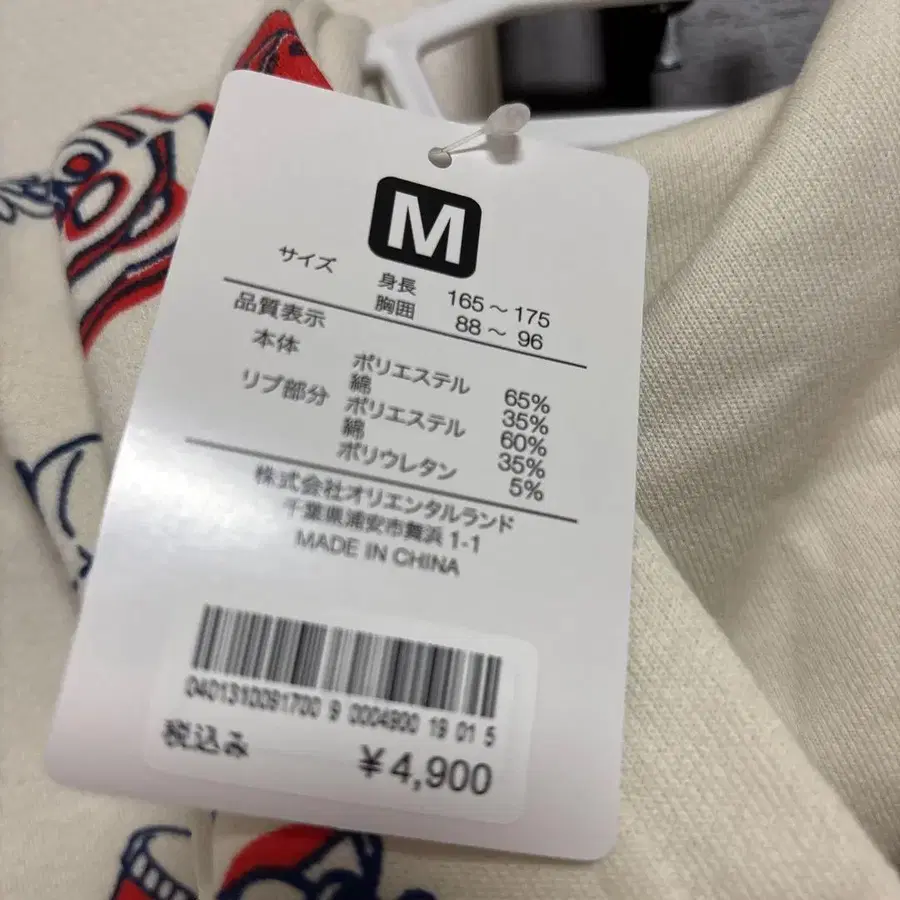 M
サイズ 身長 165～175
胸囲 88～96
品質表示
本体 ポリエステル 65%
綿 35%
リブ部分 ポリエステル 60%
綿 35%
ポリウレタン 5%
株式会社オリエンタルランド
千葉県浦安市舞浜1-1
MADE IN CHINA
0401310091700 9 0004900 19 01 5
税込み ¥4,900